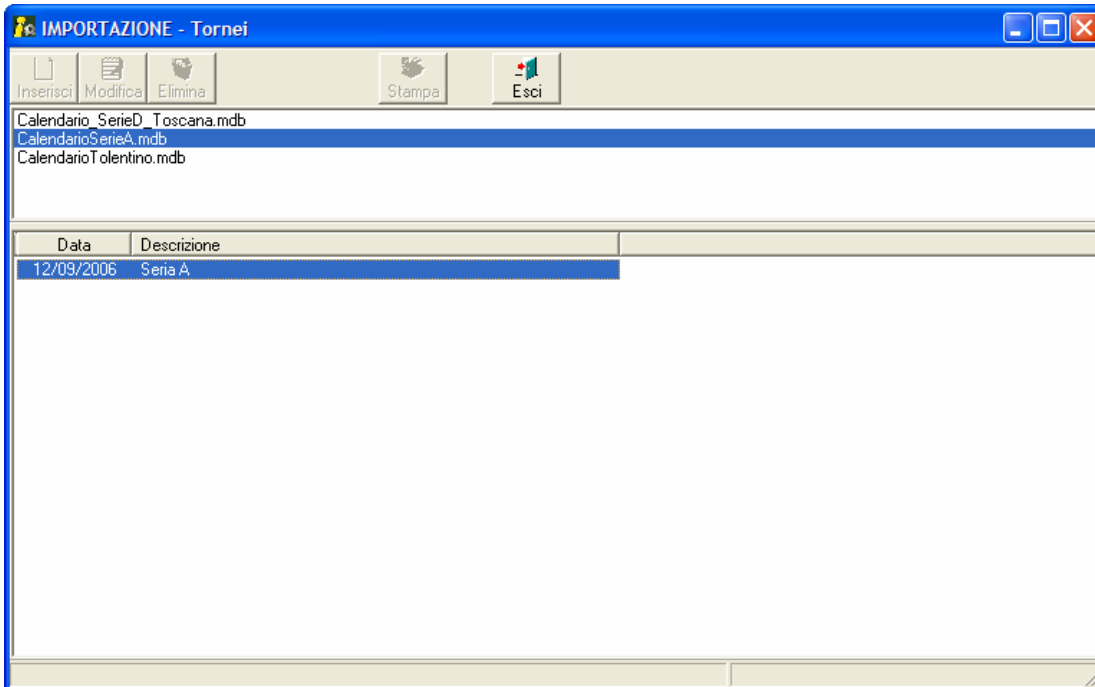 IMPORTAZIONE - Tornei
Inserisci Modifica Elimina Stampa Esci
Calendario_SerieD_Toscana.mdb
CalendarioSerieA.mdb
CalendarioTolentino.mdb
Data Descrizione
12/09/2006 Seria A